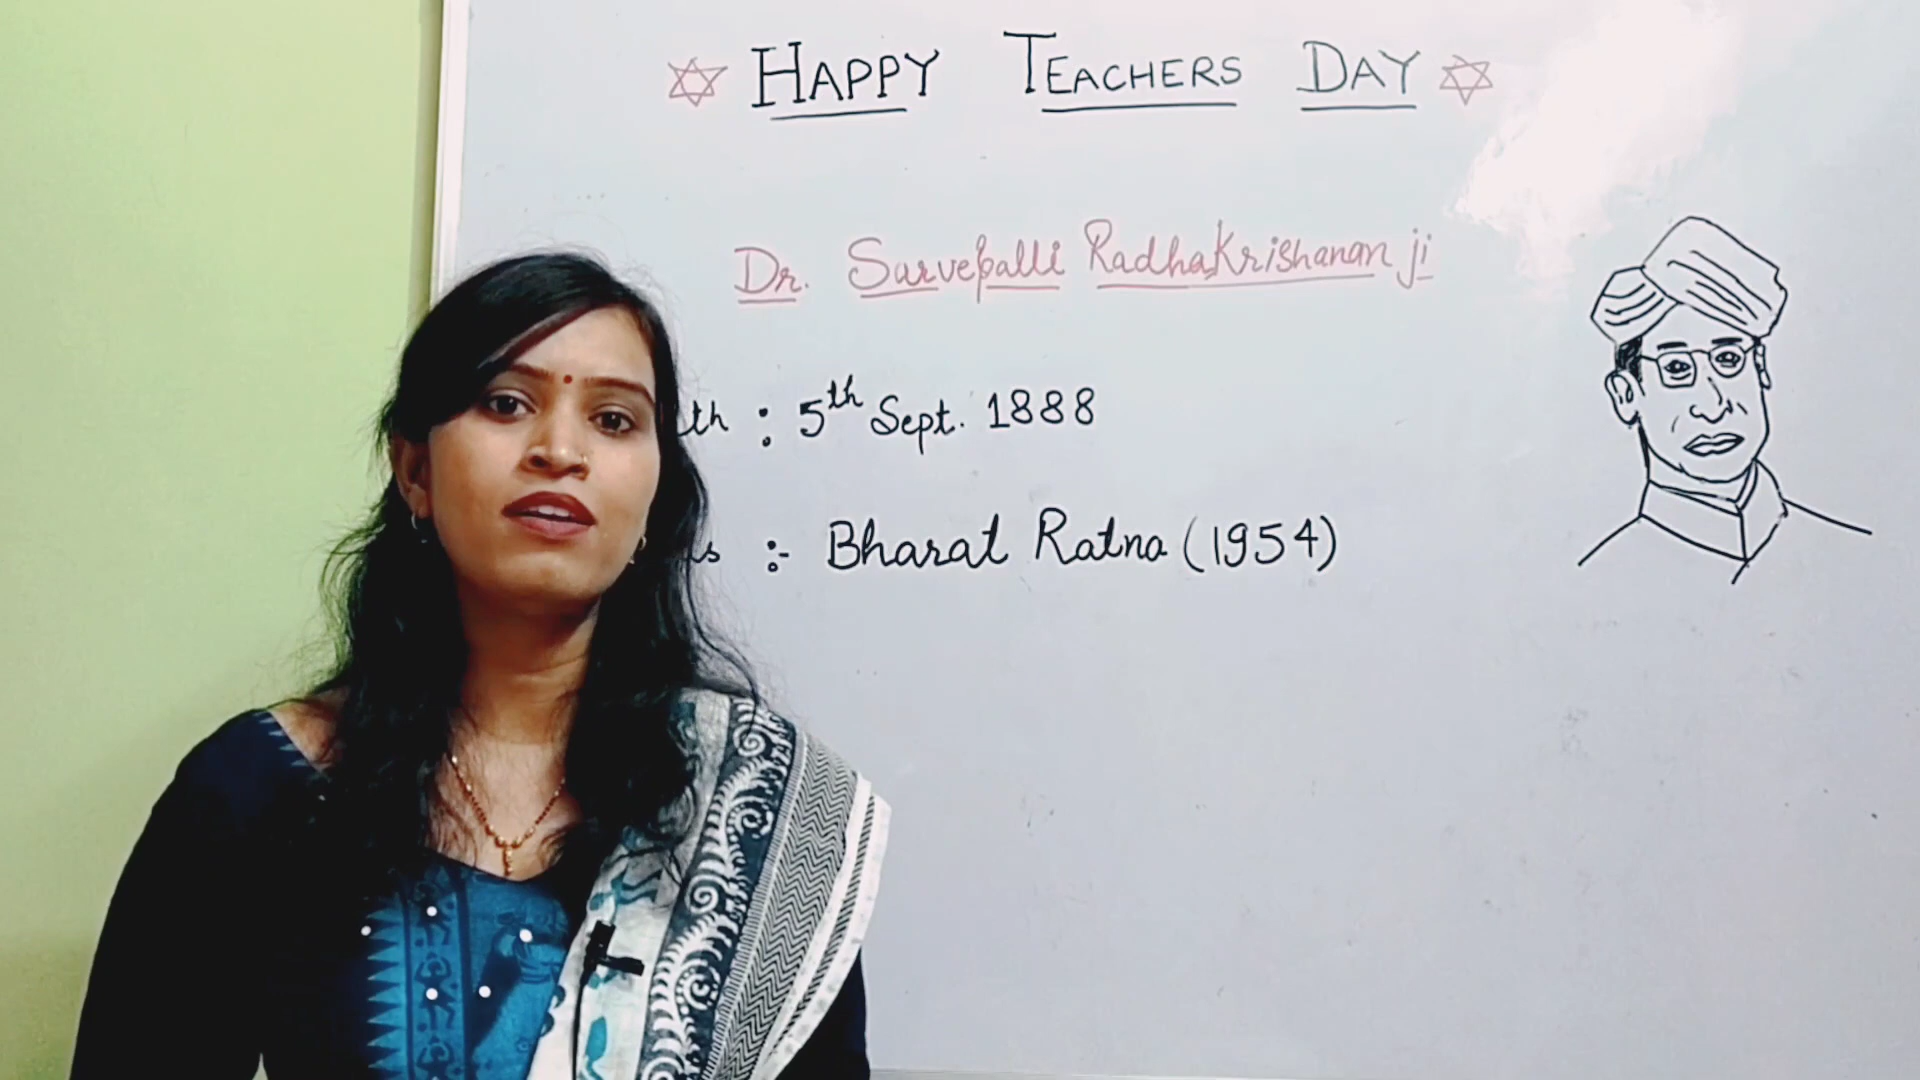 HAPPY TEACHERS DAY
Dr. Sarvepalli RadhaKrishanan ji
: 5th Sept. 1888
:- Bharat Ratna (1954)